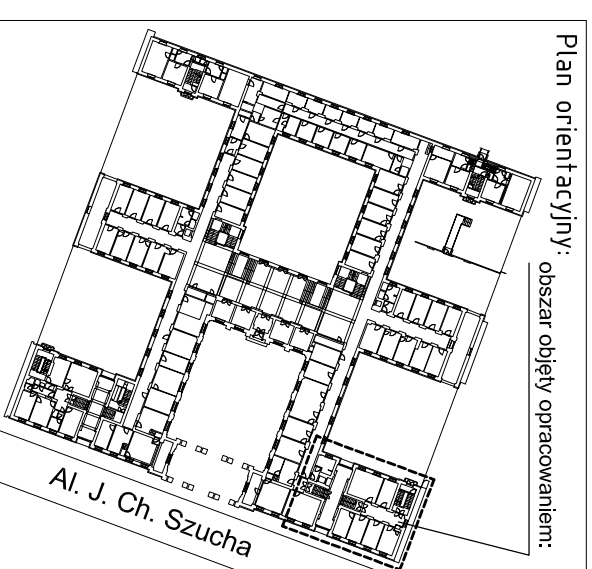 Plan orientacyjny:
obszar objęty opracowaniem:
Al. J. Ch. Szucha